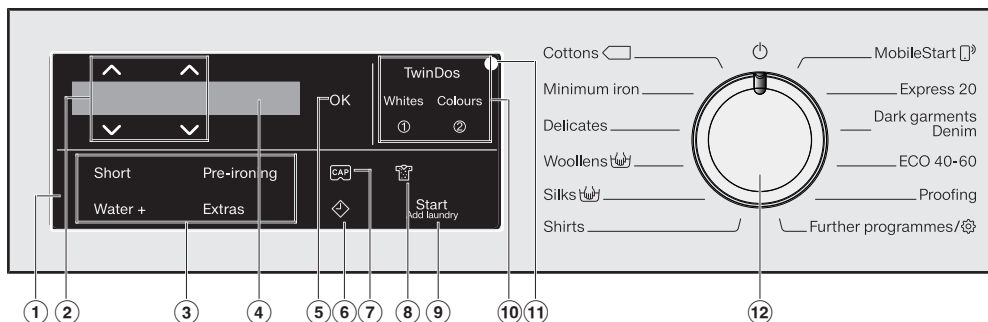 TwinDos
Whites Colours
① ②
OK
Short Pre-ironing
Water + Extras
CAP
Start
Add laundry
Cottons
Minimum iron
Delicates
Woollens
Silks
Shirts
MobileStart
Express 20
Dark garments
Denim
ECO 40-60
Proofing
Further programmes/
① ② ③ ④ ⑤ ⑥ ⑦ ⑧ ⑨ ⑩ ⑪ ⑫